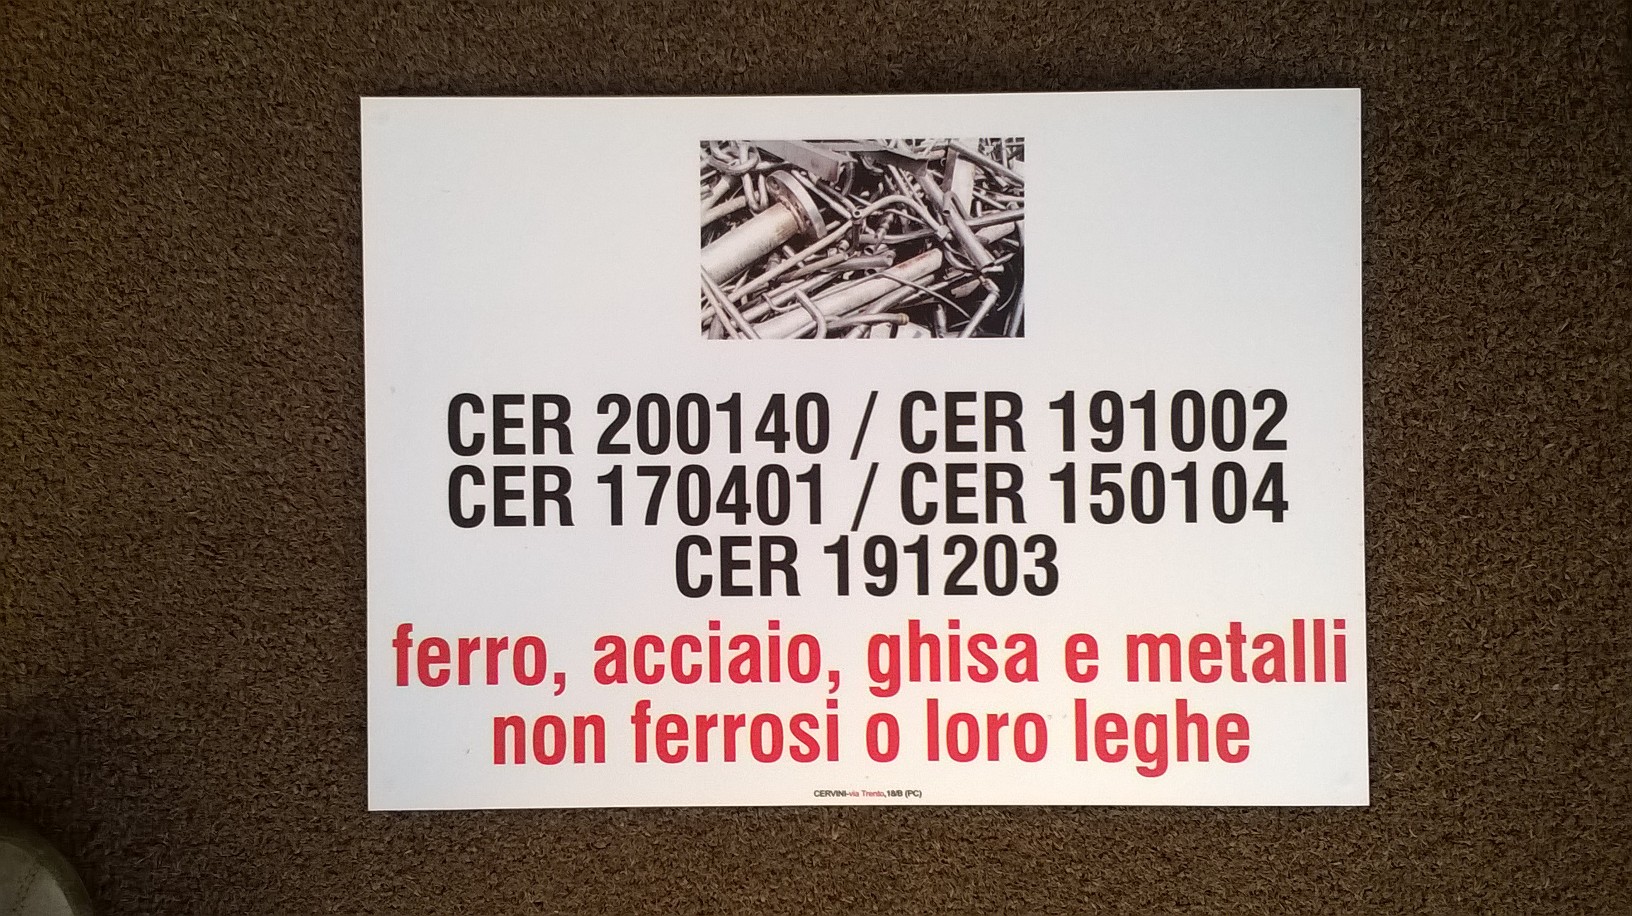 CER 200140 / CER 191002
CER 170401 / CER 150104
CER 191203
ferro, acciaio, ghisa e metalli
non ferrosi o loro leghe
CERVINI-via Trento,18/B (PC)